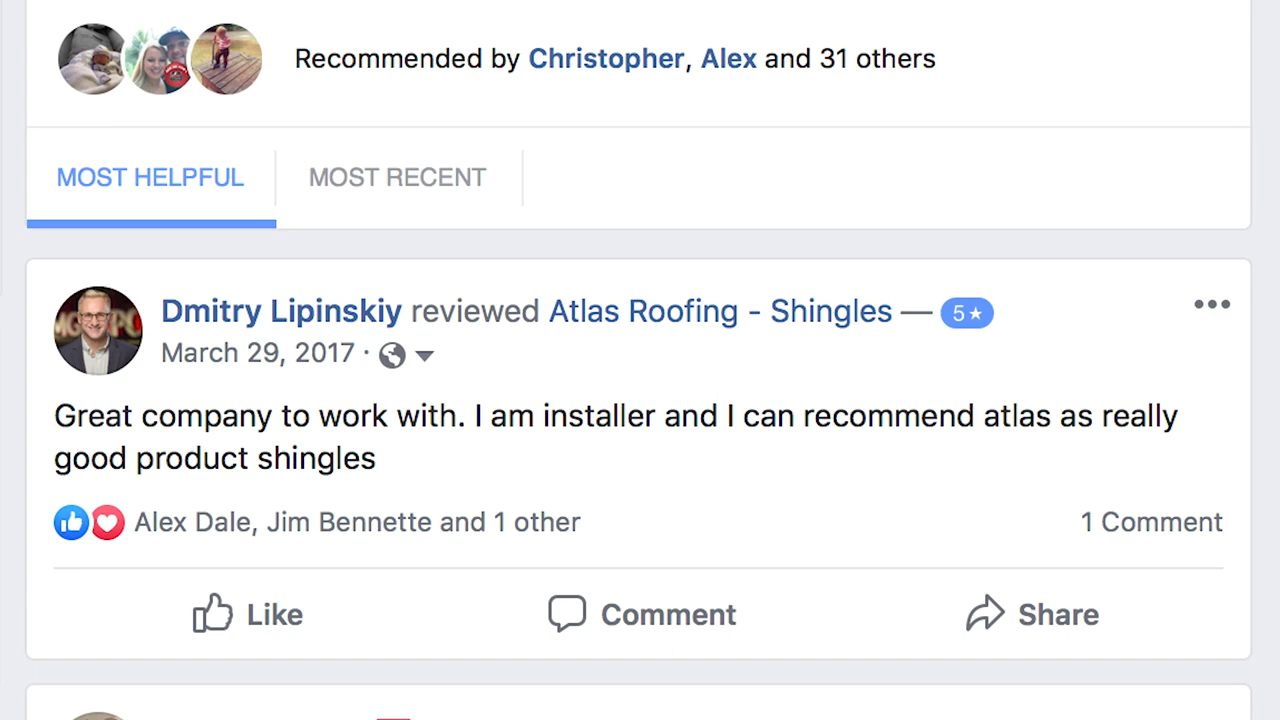 Recommended by Christopher, Alex and 31 others
MOST HELPFUL
MOST RECENT
Dmitry Lipinskiy reviewed Atlas Roofing - Shingles — 5★
March 29, 2017 ·
Great company to work with. I am installer and I can recommend atlas as really
good product shingles
Alex Dale, Jim Bennette and 1 other
1 Comment
Like
Comment
Share